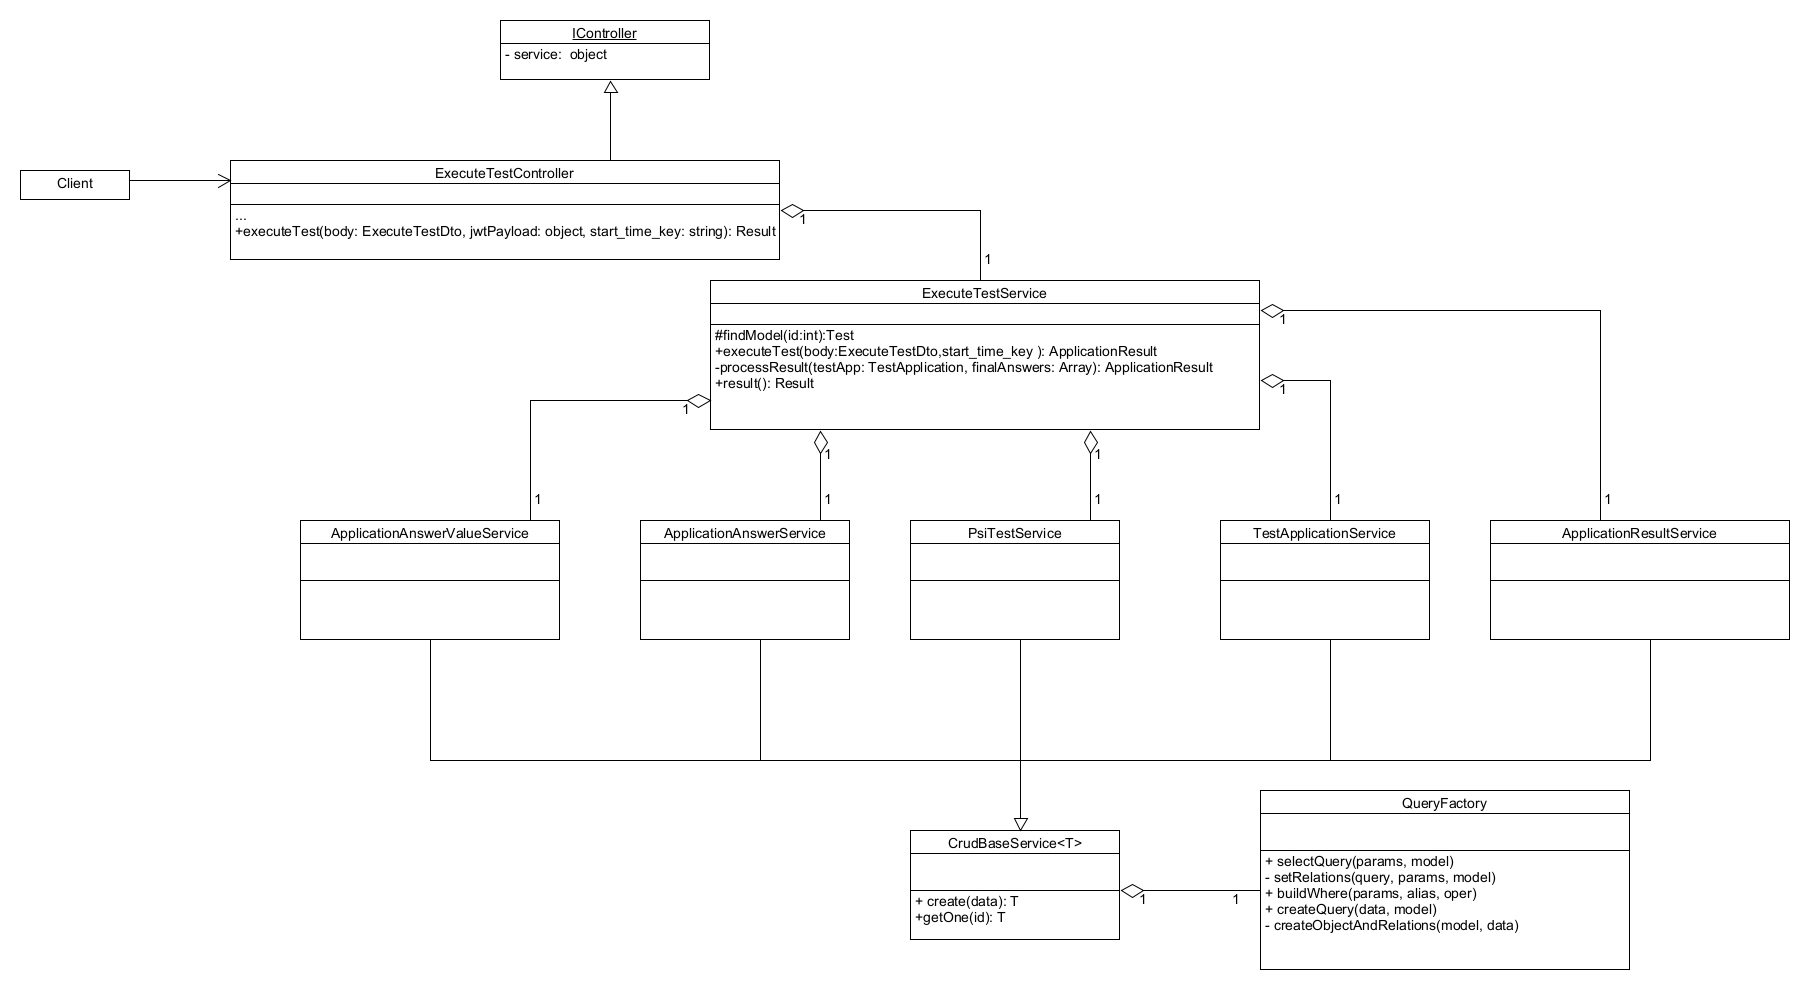 IController
- service:  object
Client
ExecuteTestController
...
+executeTest(body: ExecuteTestDto, jwtPayload: object, start_time_key: string): Result
1
1
ExecuteTestService
#findModel(id:int):Test
+executeTest(body:ExecuteTestDto,start_time_key ): ApplicationResult
-processResult(testApp: TestApplication, finalAnswers: Array): ApplicationResult
+result(): Result
1
1
1
1
1
1
1
1
1
1
ApplicationAnswerValueService
ApplicationAnswerService
PsiTestService
TestApplicationService
ApplicationResultService
CrudBaseService<T>
+ create(data): T
+getOne(id): T
1
1
QueryFactory
+ selectQuery(params, model)
- setRelations(query, params, model)
+ buildWhere(params, alias, oper)
+ createQuery(data, model)
- createObjectAndRelations(model, data)